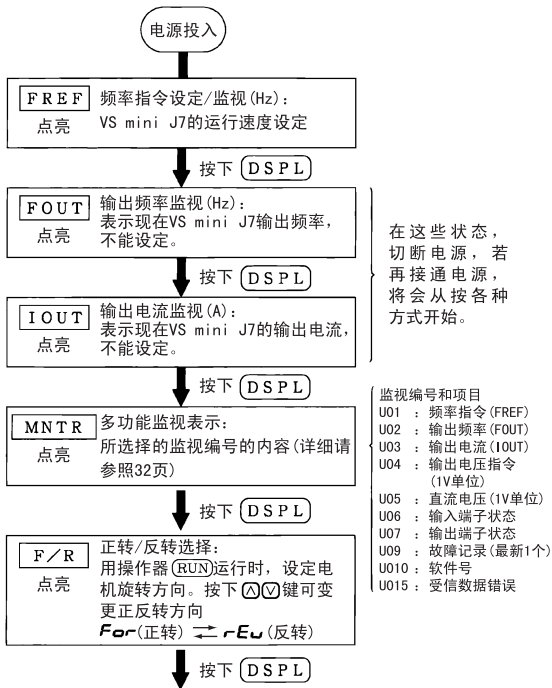 电源投入
FREF 频率指令设定/监视(Hz):
点亮 VS mini J7的运行速度设定
按下 DSPL
FOUT 输出频率监视(Hz):
表示现在VS mini J7输出频率,
点亮 不能设定。
按下 DSPL
IOUT 输出电流监视(A):
表示现在VS mini J7的输出电流,
点亮 不能设定。
在这些状态,
切断电源, 若
再接通电源,
将会从按各种
方式开始。
按下 DSPL
MNTR 多功能监视表示:
所选择的监视编号的内容(详细请
点亮 参照32页)
监视编号和项目
U01 : 频率指令(FREF)
U02 : 输出频率(FOUT)
U03 : 输出电流(IOUT)
U04 : 输出电压指令
(1V单位)
U05 : 直流电压(1V单位)
U06 : 输入端子状态
U07 : 输出端子状态
U09 : 故障记录(最新1个)
U010 : 软件号
U015 : 受信数据错误
按下 DSPL
F/R 正转/反转选择:
用操作器 RUN 运行时, 设定电
点亮 机旋转方向。按下 ∧ ∨ 键可变
更正反转方向
For(正转) ⇄ rEu(反转)
按下 DSPL